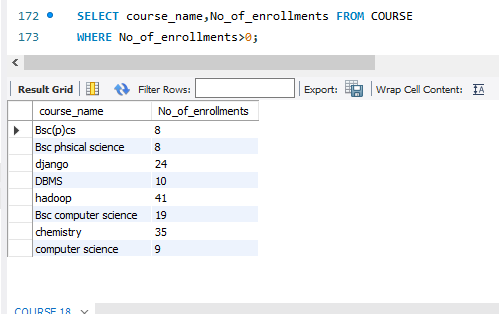 172 SELECT course_name,No_of_enrollments FROM COURSE
173 WHERE No_of_enrollments>0;
Result Grid Filter Rows: Export: Wrap Cell Content: IA
course_name No_of_enrollments
Bsc(p)cs 8
Bsc phsical science 8
django 24
DBMS 10
hadoop 41
Bsc computer science 19
chemistry 35
computer science 9
COURSE 18